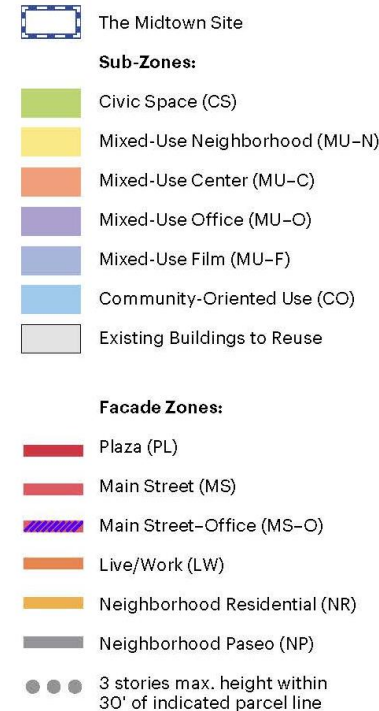 The Midtown Site
Sub-Zones:
Civic Space (CS)
Mixed-Use Neighborhood (MU–N)
Mixed-Use Center (MU–C)
Mixed-Use Office (MU–O)
Mixed-Use Film (MU–F)
Community-Oriented Use (CO)
Existing Buildings to Reuse
Facade Zones:
Plaza (PL)
Main Street (MS)
Main Street–Office (MS–O)
Live/Work (LW)
Neighborhood Residential (NR)
Neighborhood Paseo (NP)
3 stories max. height within
30' of indicated parcel line